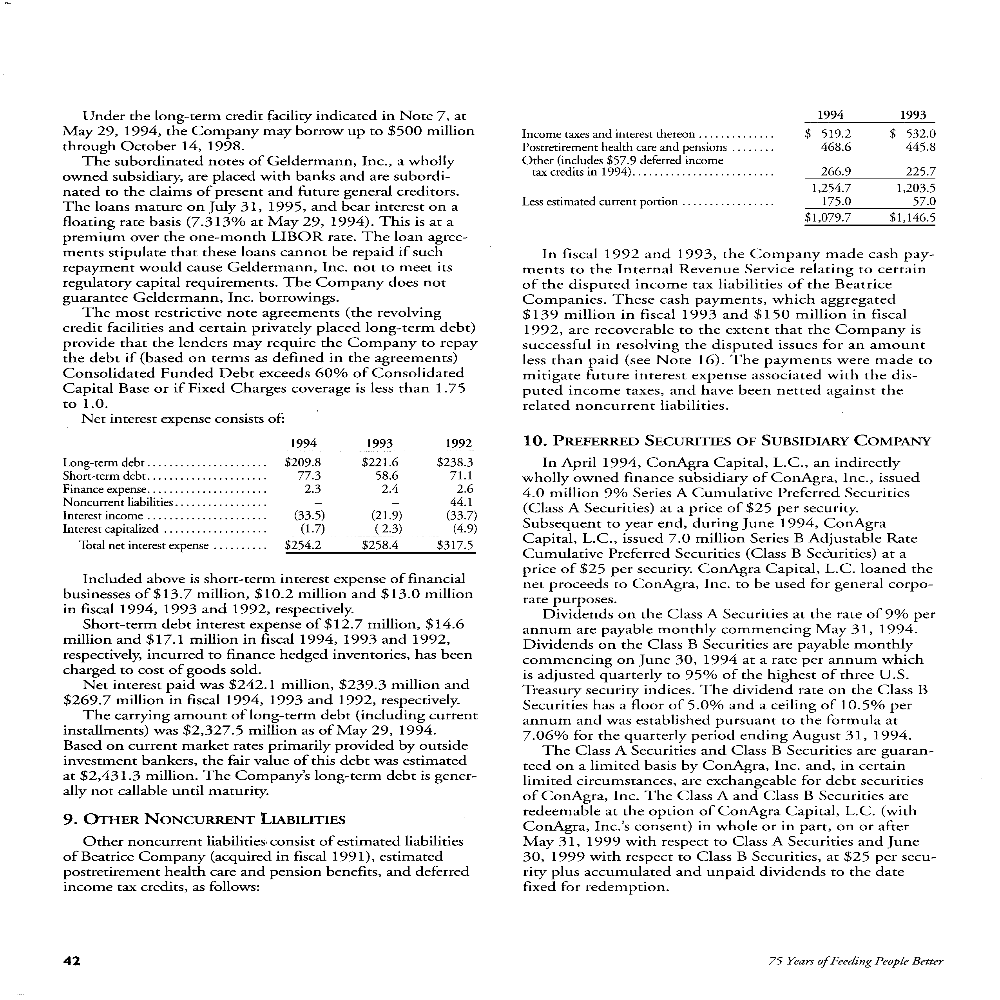 Under the long-term credit facility indicated in Note 7, at
May 29, 1994, the Company may borrow up to $500 million
through October 14, 1998.
The subordinated notes of Geldermann, Inc., a wholly
owned subsidiary, are placed with banks and are subordi-
nated to the claims of present and future general creditors.
The loans mature on July 31, 1995, and bear interest on a
floating rate basis (7.313% at May 29, 1994). This is at a
premium over the one-month LIBOR rate. The loan agree-
ments stipulate that these loans cannot be repaid if such
repayment would cause Geldermann, Inc. not to meet its
regulatory capital requirements. The Company does not
guarantee Geldermann, Inc. borrowings.
The most restrictive note agreements (the revolving
credit facilities and certain privately placed long-term debt)
provide that the lenders may require the Company to repay
the debt if (based on terms as defined in the agreements)
Consolidated Funded Debt exceeds 60% of Consolidated
Capital Base or if Fixed Charges coverage is less than 1.75
to 1.0.
Net interest expense consists of:
1994 1993 1992
Long-term debt..................... $209.8 $221.6 $238.3
Short-term debt..................... 77.3 58.6 71.1
Finance expense..................... 2.3 2.4 2.6
Noncurrent liabilities................ – – 44.1
Interest income ..................... (33.5) (21.9) (33.7)
Interest capitalized .................. (1.7) ( 2.3) (4.9)
Total net interest expense .......... $254.2 $258.4 $317.5
Included above is short-term interest expense of financial
businesses of $13.7 million, $10.2 million and $13.0 million
in fiscal 1994, 1993 and 1992, respectively.
Short-term debt interest expense of $12.7 million, $14.6
million and $17.1 million in fiscal 1994, 1993 and 1992,
respectively, incurred to finance hedged inventories, has been
charged to cost of goods sold.
Net interest paid was $242.1 million, $239.3 million and
$269.7 million in fiscal 1994, 1993 and 1992, respectively.
The carrying amount of long-term debt (including current
installments) was $2,327.5 million as of May 29, 1994.
Based on current market rates primarily provided by outside
investment bankers, the fair value of this debt was estimated
at $2,431.3 million. The Company's long-term debt is gener-
ally not callable until maturity.
9. OTHER NONCURRENT LIABILITIES
Other noncurrent liabilities consist of estimated liabilities
of Beatrice Company (acquired in fiscal 1991), estimated
postretirement health care and pension benefits, and deferred
income tax credits, as follows:
1994 1993
Income taxes and interest thereon .............. $ 519.2 $ 532.0
Postretirement health care and pensions ........ 468.6 445.8
Other (includes $57.9 deferred income
tax credits in 1994).......................... 266.9 225.7
1,254.7 1,203.5
Less estimated current portion ................. 175.0 57.0
$1,079.7 $1,146.5
In fiscal 1992 and 1993, the Company made cash pay-
ments to the Internal Revenue Service relating to certain
of the disputed income tax liabilities of the Beatrice
Companies. These cash payments, which aggregated
$139 million in fiscal 1993 and $150 million in fiscal
1992, are recoverable to the extent that the Company is
successful in resolving the disputed issues for an amount
less than paid (see Note 16). The payments were made to
mitigate future interest expense associated with the dis-
puted income taxes, and have been netted against the
related noncurrent liabilities.
10. PREFERRED SECURITIES OF SUBSIDIARY COMPANY
In April 1994, ConAgra Capital, L.C., an indirectly
wholly owned finance subsidiary of ConAgra, Inc., issued
4.0 million 9% Series A Cumulative Preferred Securities
(Class A Securities) at a price of $25 per security.
Subsequent to year end, during June 1994, ConAgra
Capital, L.C., issued 7.0 million Series B Adjustable Rate
Cumulative Preferred Securities (Class B Securities) at a
price of $25 per security. ConAgra Capital, L.C. loaned the
net proceeds to ConAgra, Inc. to be used for general corpo-
rate purposes.
Dividends on the Class A Securities at the rate of 9% per
annum are payable monthly commencing May 31, 1994.
Dividends on the Class B Securities are payable monthly
commencing on June 30, 1994 at a rate per annum which
is adjusted quarterly to 95% of the highest of three U.S.
Treasury security indices. The dividend rate on the Class B
Securities has a floor of 5.0% and a ceiling of 10.5% per
annum and was established pursuant to the formula at
7.06% for the quarterly period ending August 31, 1994.
The Class A Securities and Class B Securities are guaran-
teed on a limited basis by ConAgra, Inc. and, in certain
limited circumstances, are exchangeable for debt securities
of ConAgra, Inc. The Class A and Class B Securities are
redeemable at the option of ConAgra Capital, L.C. (with
ConAgra, Inc.'s consent) in whole or in part, on or after
May 31, 1999 with respect to Class A Securities and June
30, 1999 with respect to Class B Securities, at $25 per secu-
rity plus accumulated and unpaid dividends to the date
fixed for redemption.
42
75 Years of Feeding People Better